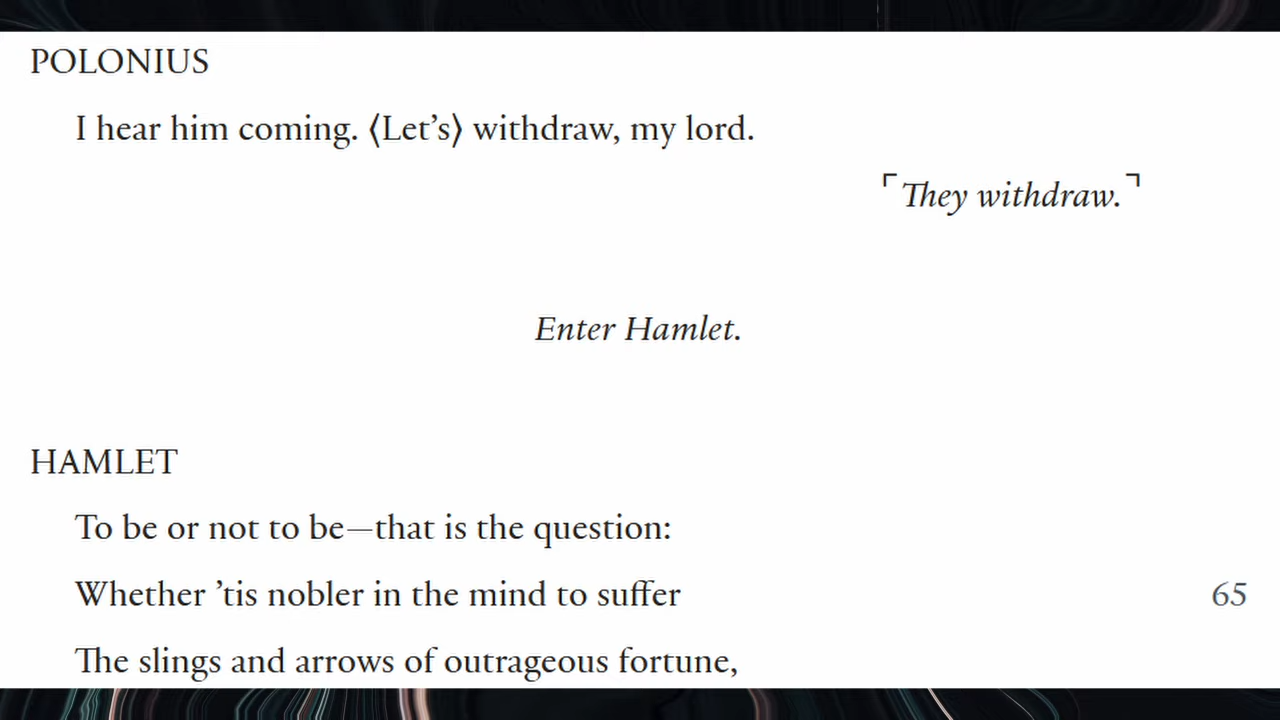 POLONIUS
I hear him coming. ⟨Let’s⟩ withdraw, my lord.
⌜They withdraw.⌝
Enter Hamlet.
HAMLET
To be or not to be—that is the question:
Whether ’tis nobler in the mind to suffer 65
The slings and arrows of outrageous fortune,